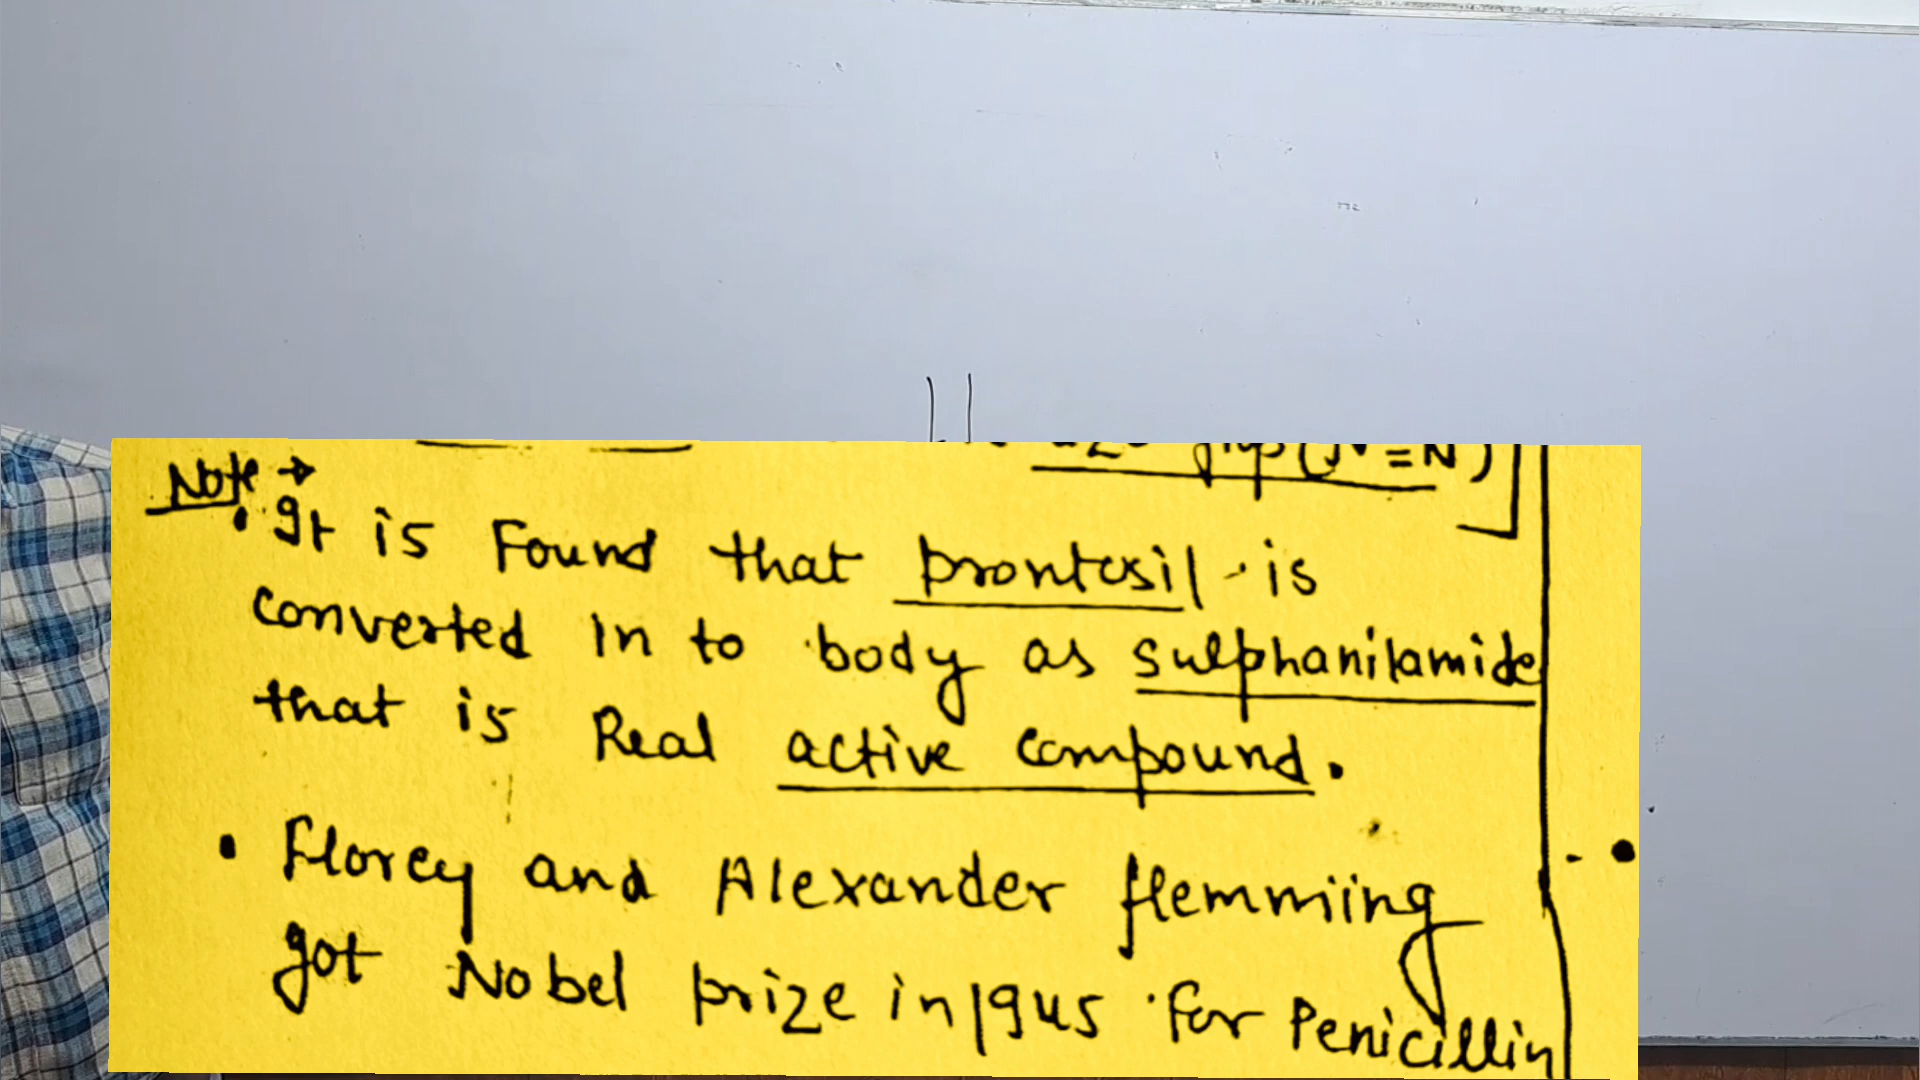 (N=N)
Note →
• It is Found that prontosil is
converted in to body as sulphanilamide
that is Real active compound.
• Florey and Alexander flemmiing
got Nobel prize in 1945 for Penicillin